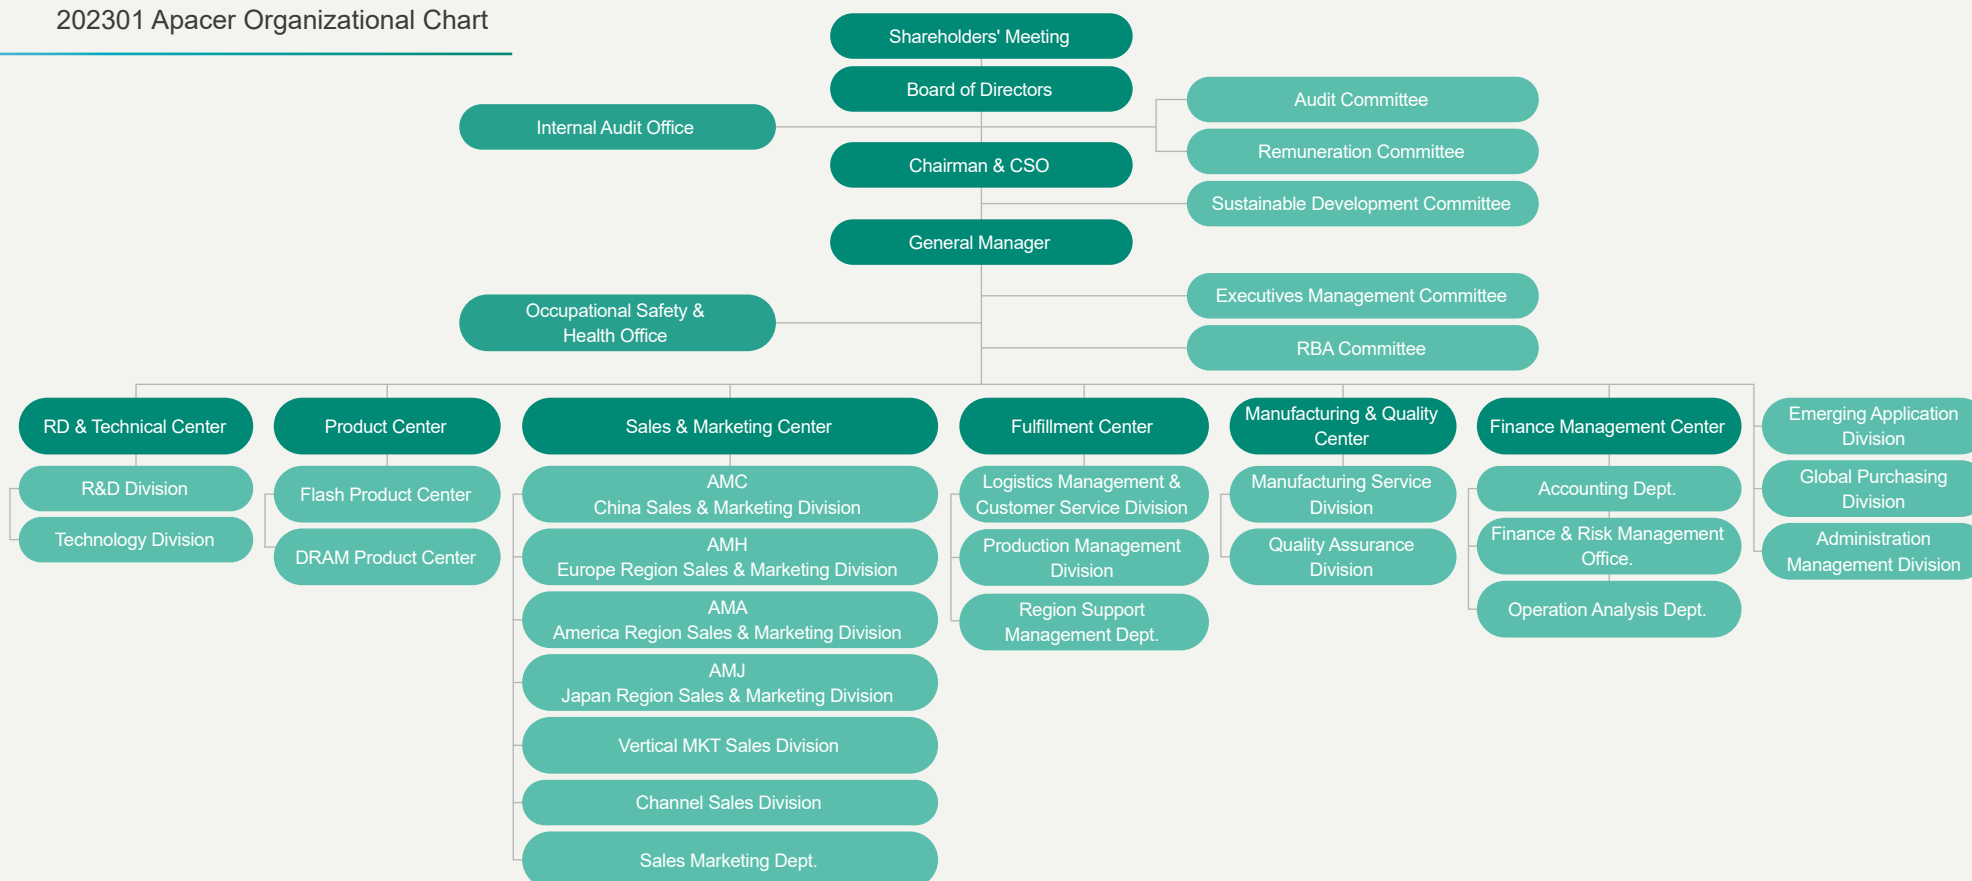 202301 Apacer Organizational Chart
Shareholders' Meeting
Board of Directors
Internal Audit Office
Audit Committee
Remuneration Committee
Chairman & CSO
Sustainable Development Committee
General Manager
Executives Management Committee
Occupational Safety &
Health Office
RBA Committee
RD & Technical Center
R&D Division
Technology Division
Product Center
Flash Product Center
DRAM Product Center
Sales & Marketing Center
AMC
China Sales & Marketing Division
AMH
Europe Region Sales & Marketing Division
AMA
America Region Sales & Marketing Division
AMJ
Japan Region Sales & Marketing Division
Vertical MKT Sales Division
Channel Sales Division
Sales Marketing Dept.
Fulfillment Center
Logistics Management &
Customer Service Division
Production Management
Division
Region Support
Management Dept.
Manufacturing & Quality
Center
Manufacturing Service
Division
Quality Assurance
Division
Finance Management Center
Accounting Dept.
Finance & Risk Management
Office.
Operation Analysis Dept.
Emerging Application
Division
Global Purchasing
Division
Administration
Management Division